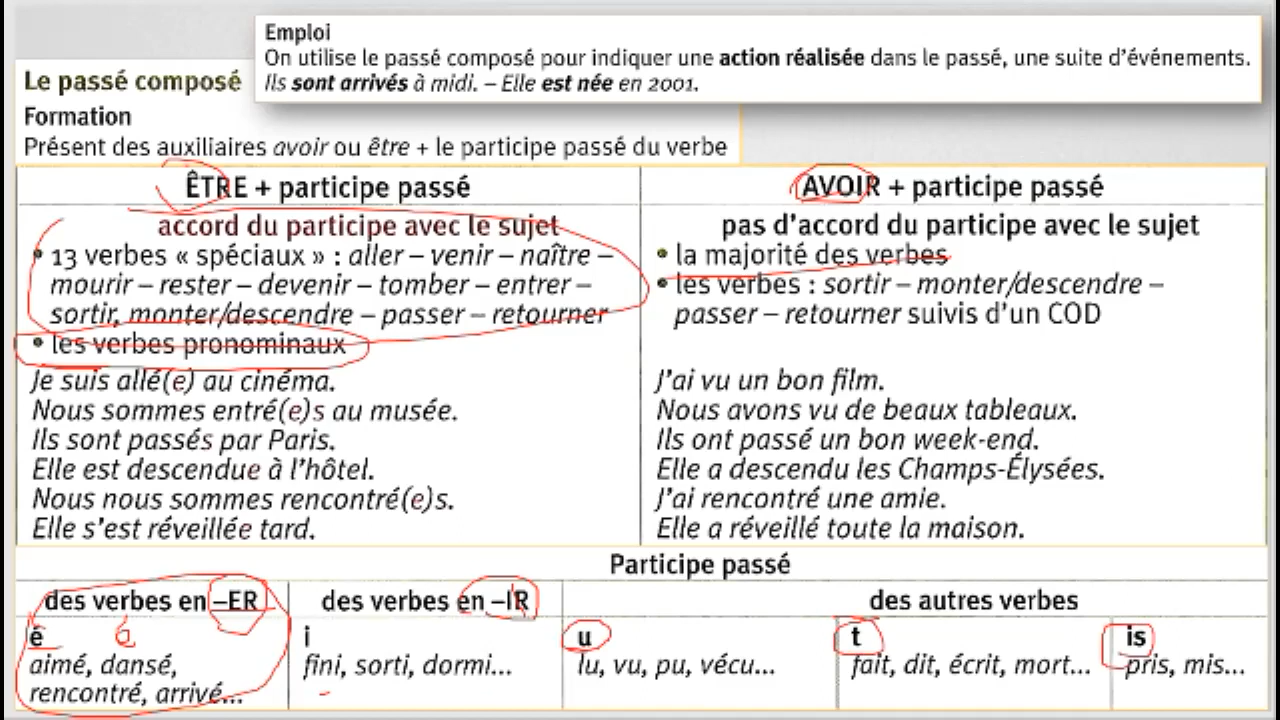 Emploi
On utilise le passé composé pour indiquer une action réalisée dans le passé, une suite d'événements.
Ils sont arrivés à midi. – Elle est née en 2001.
Le passé composé
Formation
Présent des auxiliaires avoir ou être + le participe passé du verbe
ÊTRE + participe passé
accord du participe avec le sujet
• 13 verbes « spéciaux » : aller – venir – naître –
mourir – rester – devenir – tomber – entrer –
sortir, monter/descendre – passer – retourner
• les verbes pronominaux
Je suis allé(e) au cinéma.
Nous sommes entré(e)s au musée.
Ils sont passés par Paris.
Elle est descendue à l'hôtel.
Nous nous sommes rencontré(e)s.
Elle s'est réveillée tard.
AVOIR + participe passé
pas d'accord du participe avec le sujet
• la majorité des verbes
• les verbes : sortir – monter/descendre –
passer – retourner suivis d'un COD
J'ai vu un bon film.
Nous avons vu de beaux tableaux.
Ils ont passé un bon week-end.
Elle a descendu les Champs-Élysées.
J'ai rencontré une amie.
Elle a réveillé toute la maison.
Participe passé
des verbes en –ER
é
aimé, dansé,
rencontré, arrivé...
des verbes en –IR
i
fini, sorti, dormi...
des autres verbes
u
lu, vu, pu, vécu...
t
fait, dit, écrit, mort...
is
pris, mis...